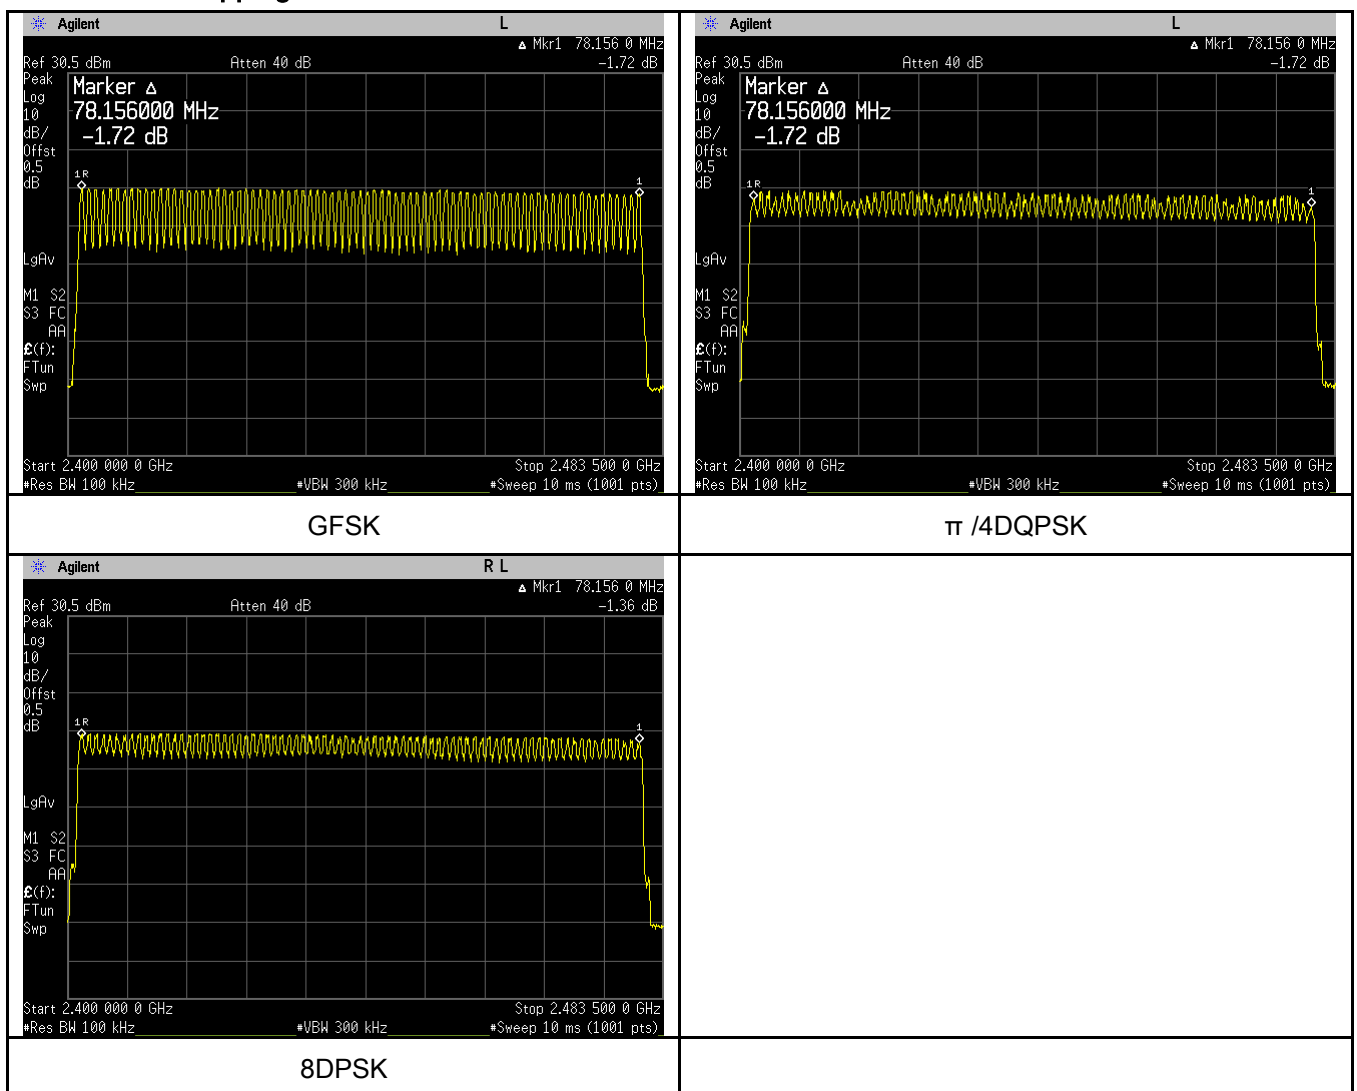 Agilent
L
Δ Mkr1 78.156 0 MHz
Ref 30.5 dBm Atten 40 dB -1.72 dB
Peak
Log
10
dB/
Offst
0.5
dB
Marker Δ
78.156000 MHz
-1.72 dB
1R
1
LgAv
M1 S2
S3 FC
AA
£(f):
FTun
Swp
Start 2.400 000 0 GHz Stop 2.483 500 0 GHz
#Res BW 100 kHz #VBW 300 kHz #Sweep 10 ms (1001 pts)
GFSK
Agilent
L
Δ Mkr1 78.156 0 MHz
Ref 30.5 dBm Atten 40 dB -1.72 dB
Peak
Log
10
dB/
Offst
0.5
dB
Marker Δ
78.156000 MHz
-1.72 dB
1R
1
LgAv
M1 S2
S3 FC
AA
£(f):
FTun
Swp
Start 2.400 000 0 GHz Stop 2.483 500 0 GHz
#Res BW 100 kHz #VBW 300 kHz #Sweep 10 ms (1001 pts)
π /4DQPSK
Agilent
R L
Δ Mkr1 78.156 0 MHz
Ref 30.5 dBm Atten 40 dB -1.36 dB
Peak
Log
10
dB/
Offst
0.5
dB
1R
1
LgAv
M1 S2
S3 FC
AA
£(f):
FTun
Swp
Start 2.400 000 0 GHz Stop 2.483 500 0 GHz
#Res BW 100 kHz #VBW 300 kHz #Sweep 10 ms (1001 pts)
8DPSK